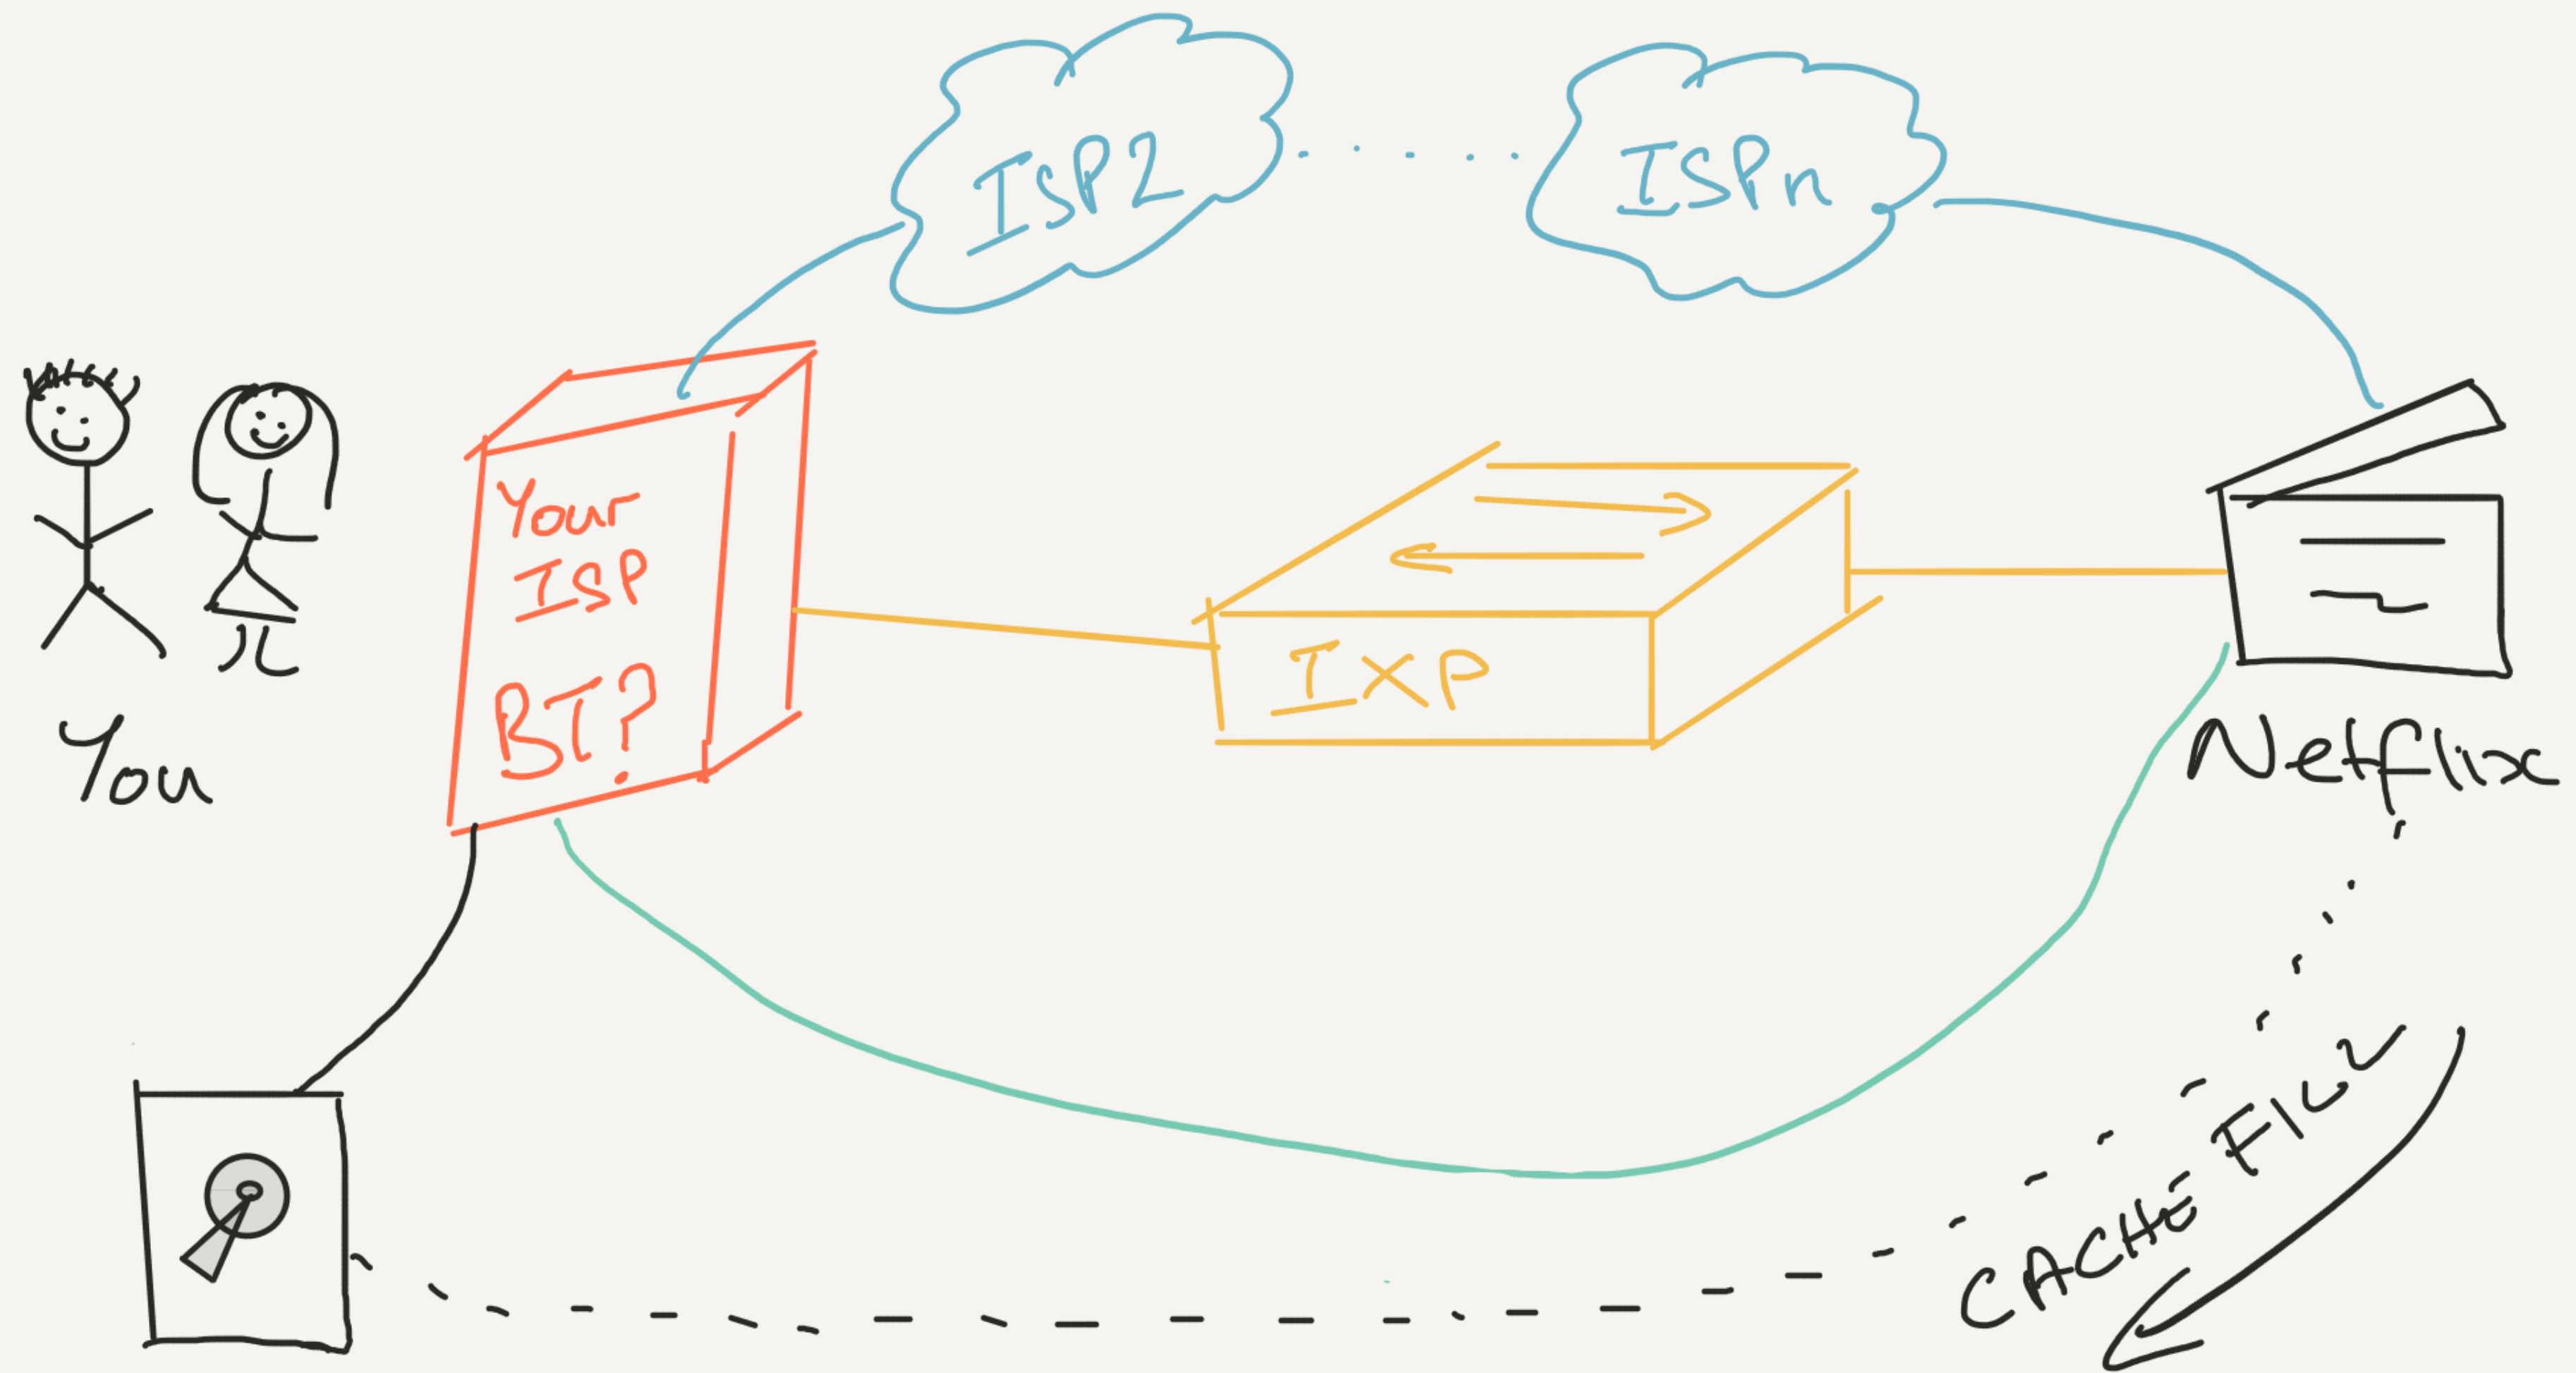 ISP2
ISPn
Your
ISP
BT?
IXP
You
Netflix
CACHE FILL